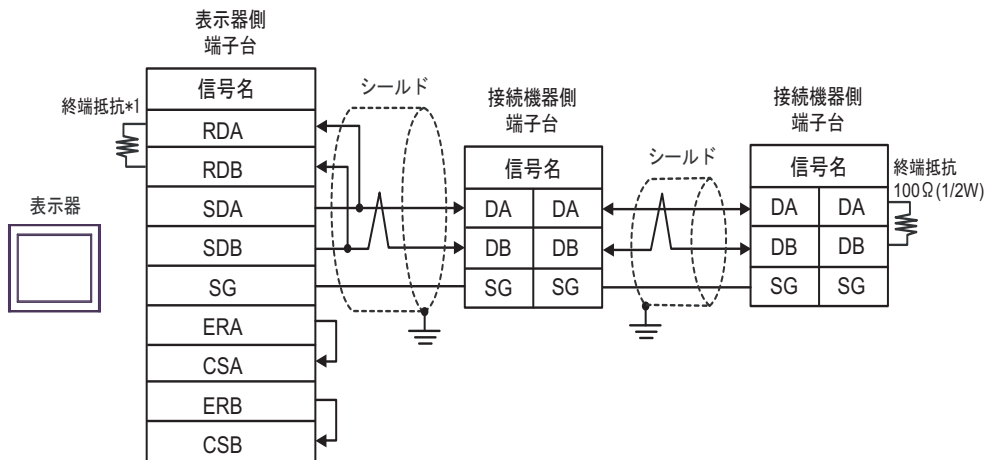 表示器側
端子台
信号名
終端抵抗*1
RDA
RDB
表示器
SDA
SDB
SG
ERA
CSA
ERB
CSB
シールド
接続機器側
端子台
信号名
DA DA
DB DB
SG SG
シールド
接続機器側
端子台
信号名
DA DA
DB DB
SG SG
終端抵抗
100Ω(1/2W)